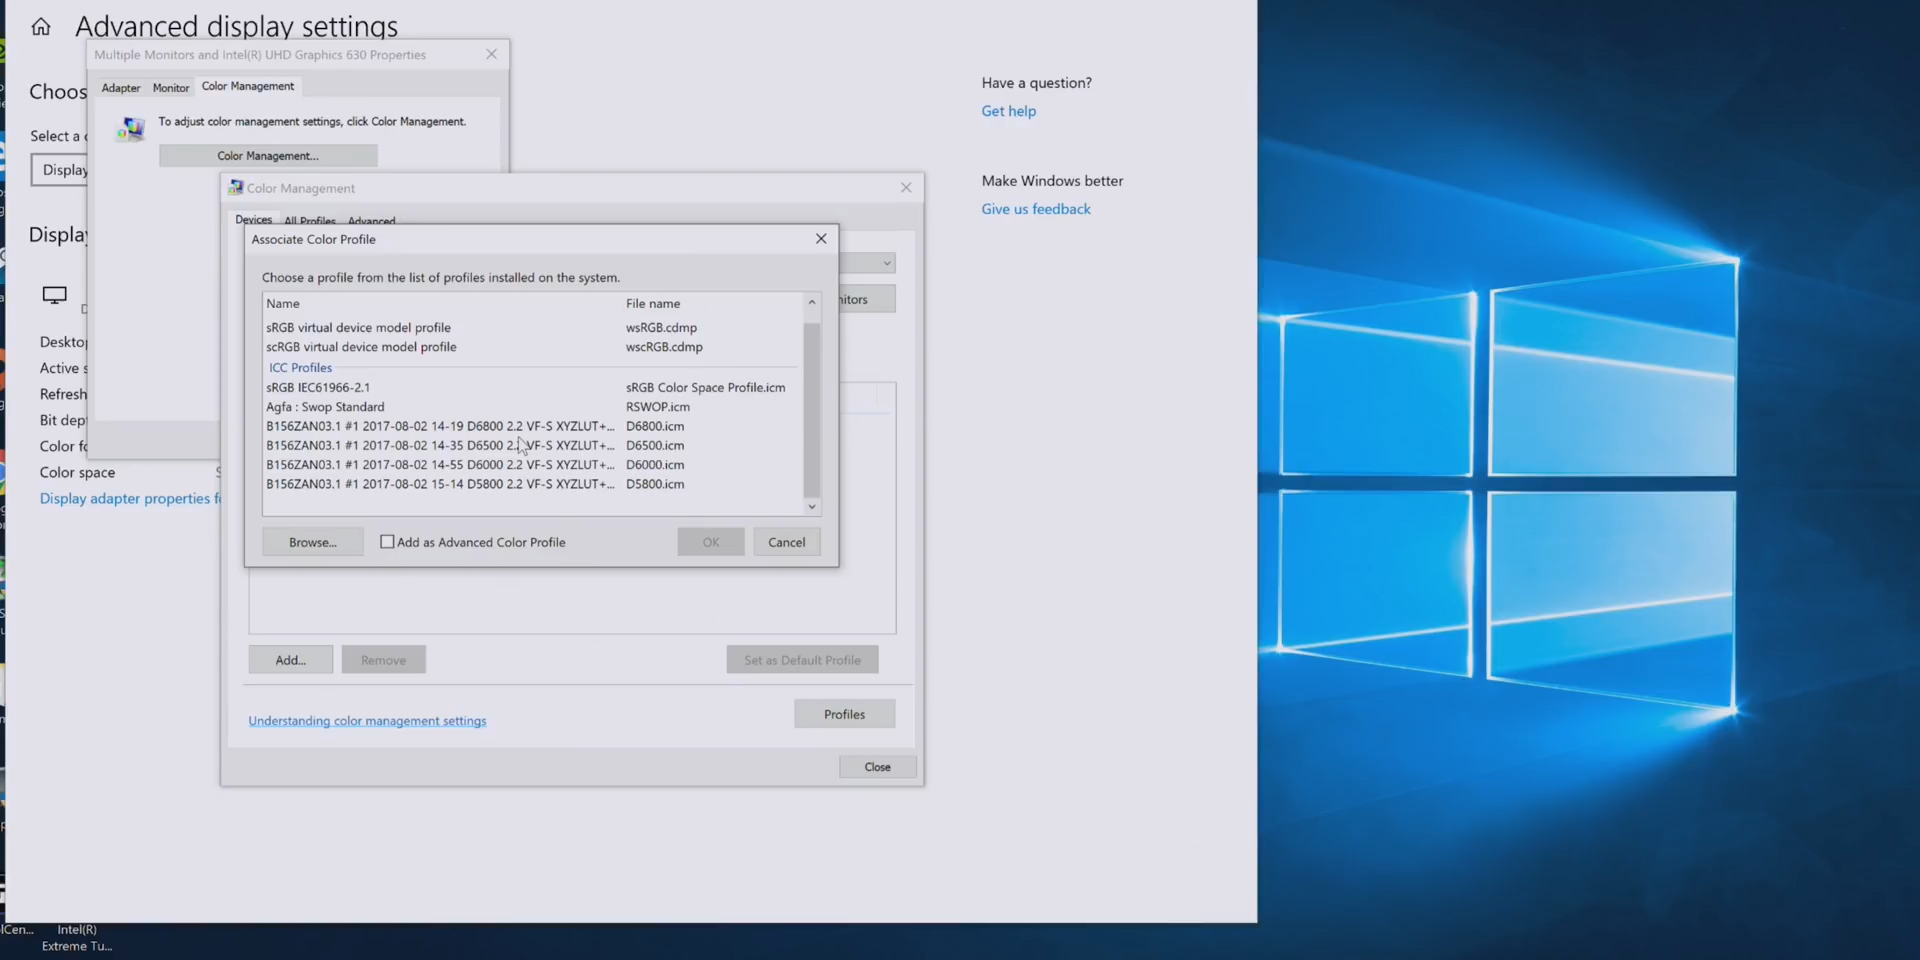 Advanced display settings
Multiple Monitors and Intel(R) UHD Graphics 630 Properties
Adapter Monitor Color Management
To adjust color management settings, click Color Management.
Color Management...
Choos
Select a
Display
Display
Deskto
Active s
Refresh
Bit dep
Color fo
Color space
Display adapter properties f
Have a question?
Get help
Make Windows better
Give us feedback
Color Management
Devices All Profiles Advanced
nitors
Associate Color Profile
Choose a profile from the list of profiles installed on the system.
Name File name
sRGB virtual device model profile wsRGB.cdmp
scRGB virtual device model profile wscRGB.cdmp
ICC Profiles
sRGB IEC61966-2.1 sRGB Color Space Profile.icm
Agfa : Swop Standard RSWOP.icm
B156ZAN03.1 #1 2017-08-02 14-19 D6800 2.2 VF-S XYZLUT+... D6800.icm
B156ZAN03.1 #1 2017-08-02 14-35 D6500 2.2 VF-S XYZLUT+... D6500.icm
B156ZAN03.1 #1 2017-08-02 14-55 D6000 2.2 VF-S XYZLUT+... D6000.icm
B156ZAN03.1 #1 2017-08-02 15-14 D5800 2.2 VF-S XYZLUT+... D5800.icm
Browse... Add as Advanced Color Profile OK Cancel
Add... Remove Set as Default Profile
Understanding color management settings
Profiles
Close
lCen... Intel(R)
Extreme Tu...